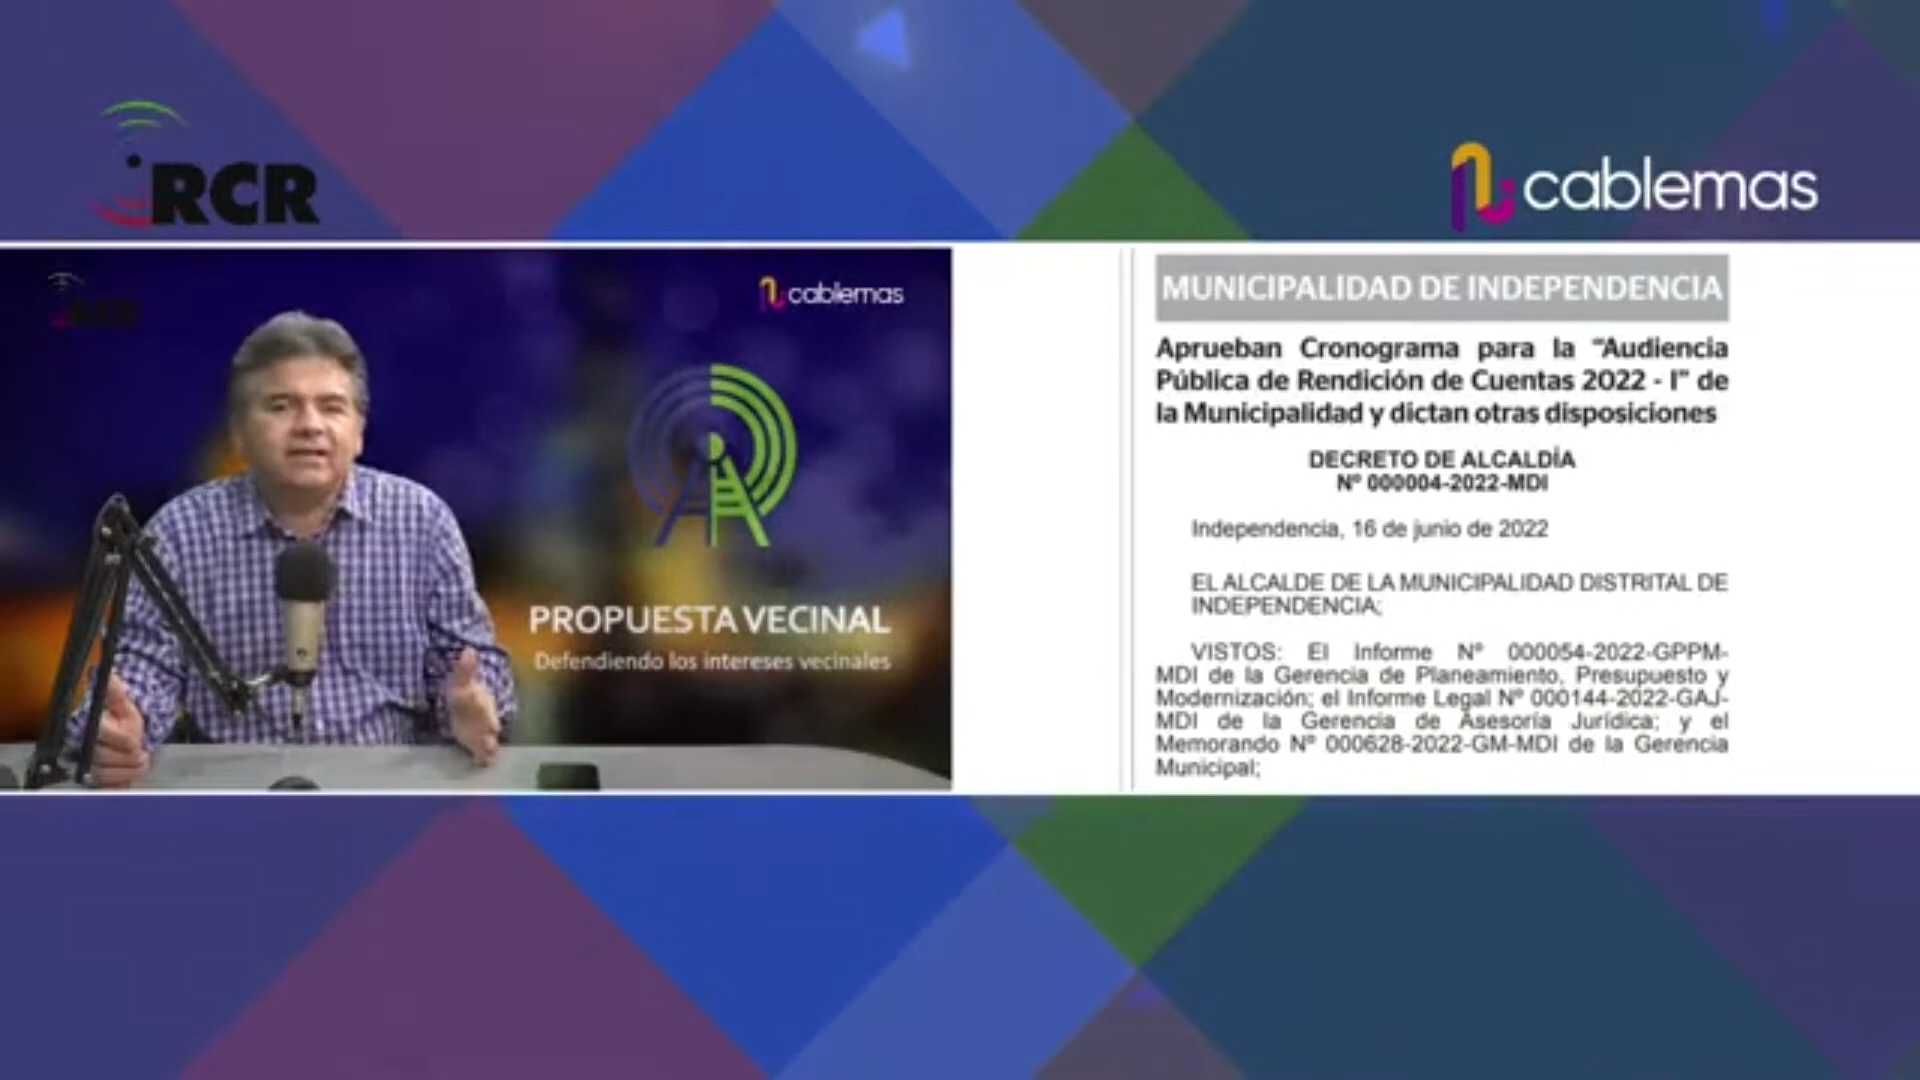 RCR
cablemas
cablemas
PROPUESTA VECINAL
Defendiendo los intereses vecinales
MUNICIPALIDAD DE INDEPENDENCIA
Aprueban Cronograma para la “Audiencia
Pública de Rendición de Cuentas 2022 - I” de
la Municipalidad y dictan otras disposiciones
DECRETO DE ALCALDÍA
Nº 000004-2022-MDI
Independencia, 16 de junio de 2022
EL ALCALDE DE LA MUNICIPALIDAD DISTRITAL DE
INDEPENDENCIA;
VISTOS: El Informe Nº 000054-2022-GPPM-
MDI de la Gerencia de Planeamiento, Presupuesto y
Modernización; el Informe Legal Nº 000144-2022-GAJ-
MDI de la Gerencia de Asesoría Jurídica; y el
Memorando Nº 000628-2022-GM-MDI de la Gerencia
Municipal;